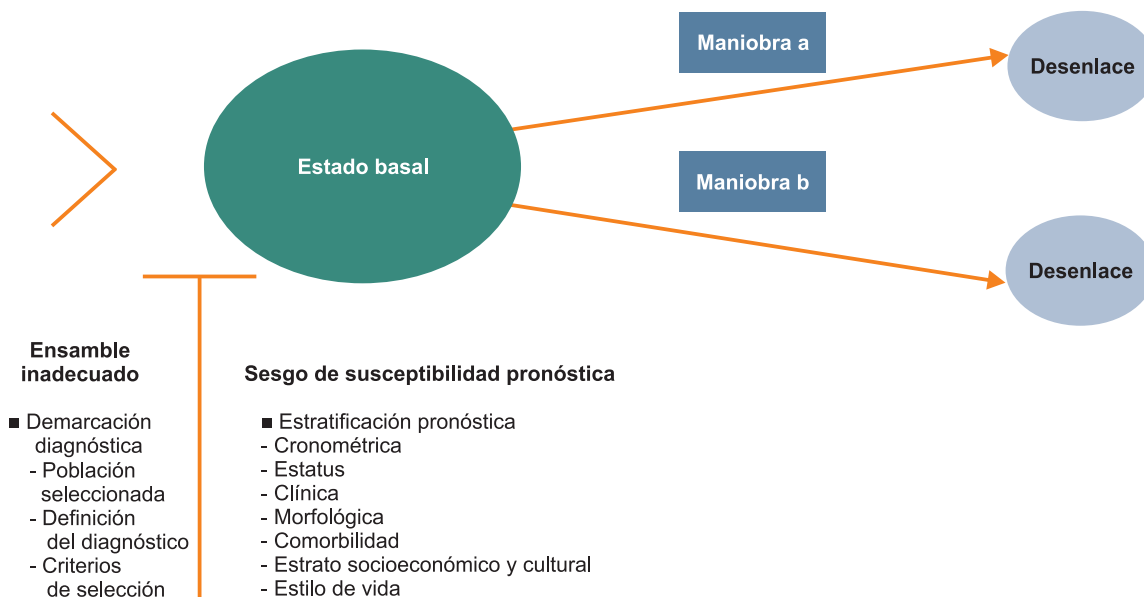 Maniobra a
Desenlace
Estado basal
Maniobra b
Desenlace
Ensamble
inadecuado
■ Demarcación
diagnóstica
- Población
seleccionada
- Definición
del diagnóstico
- Criterios
de selección
Sesgo de susceptibilidad pronóstica
■ Estratificación pronóstica
- Cronométrica
- Estatus
- Clínica
- Morfológica
- Comorbilidad
- Estrato socioeconómico y cultural
- Estilo de vida